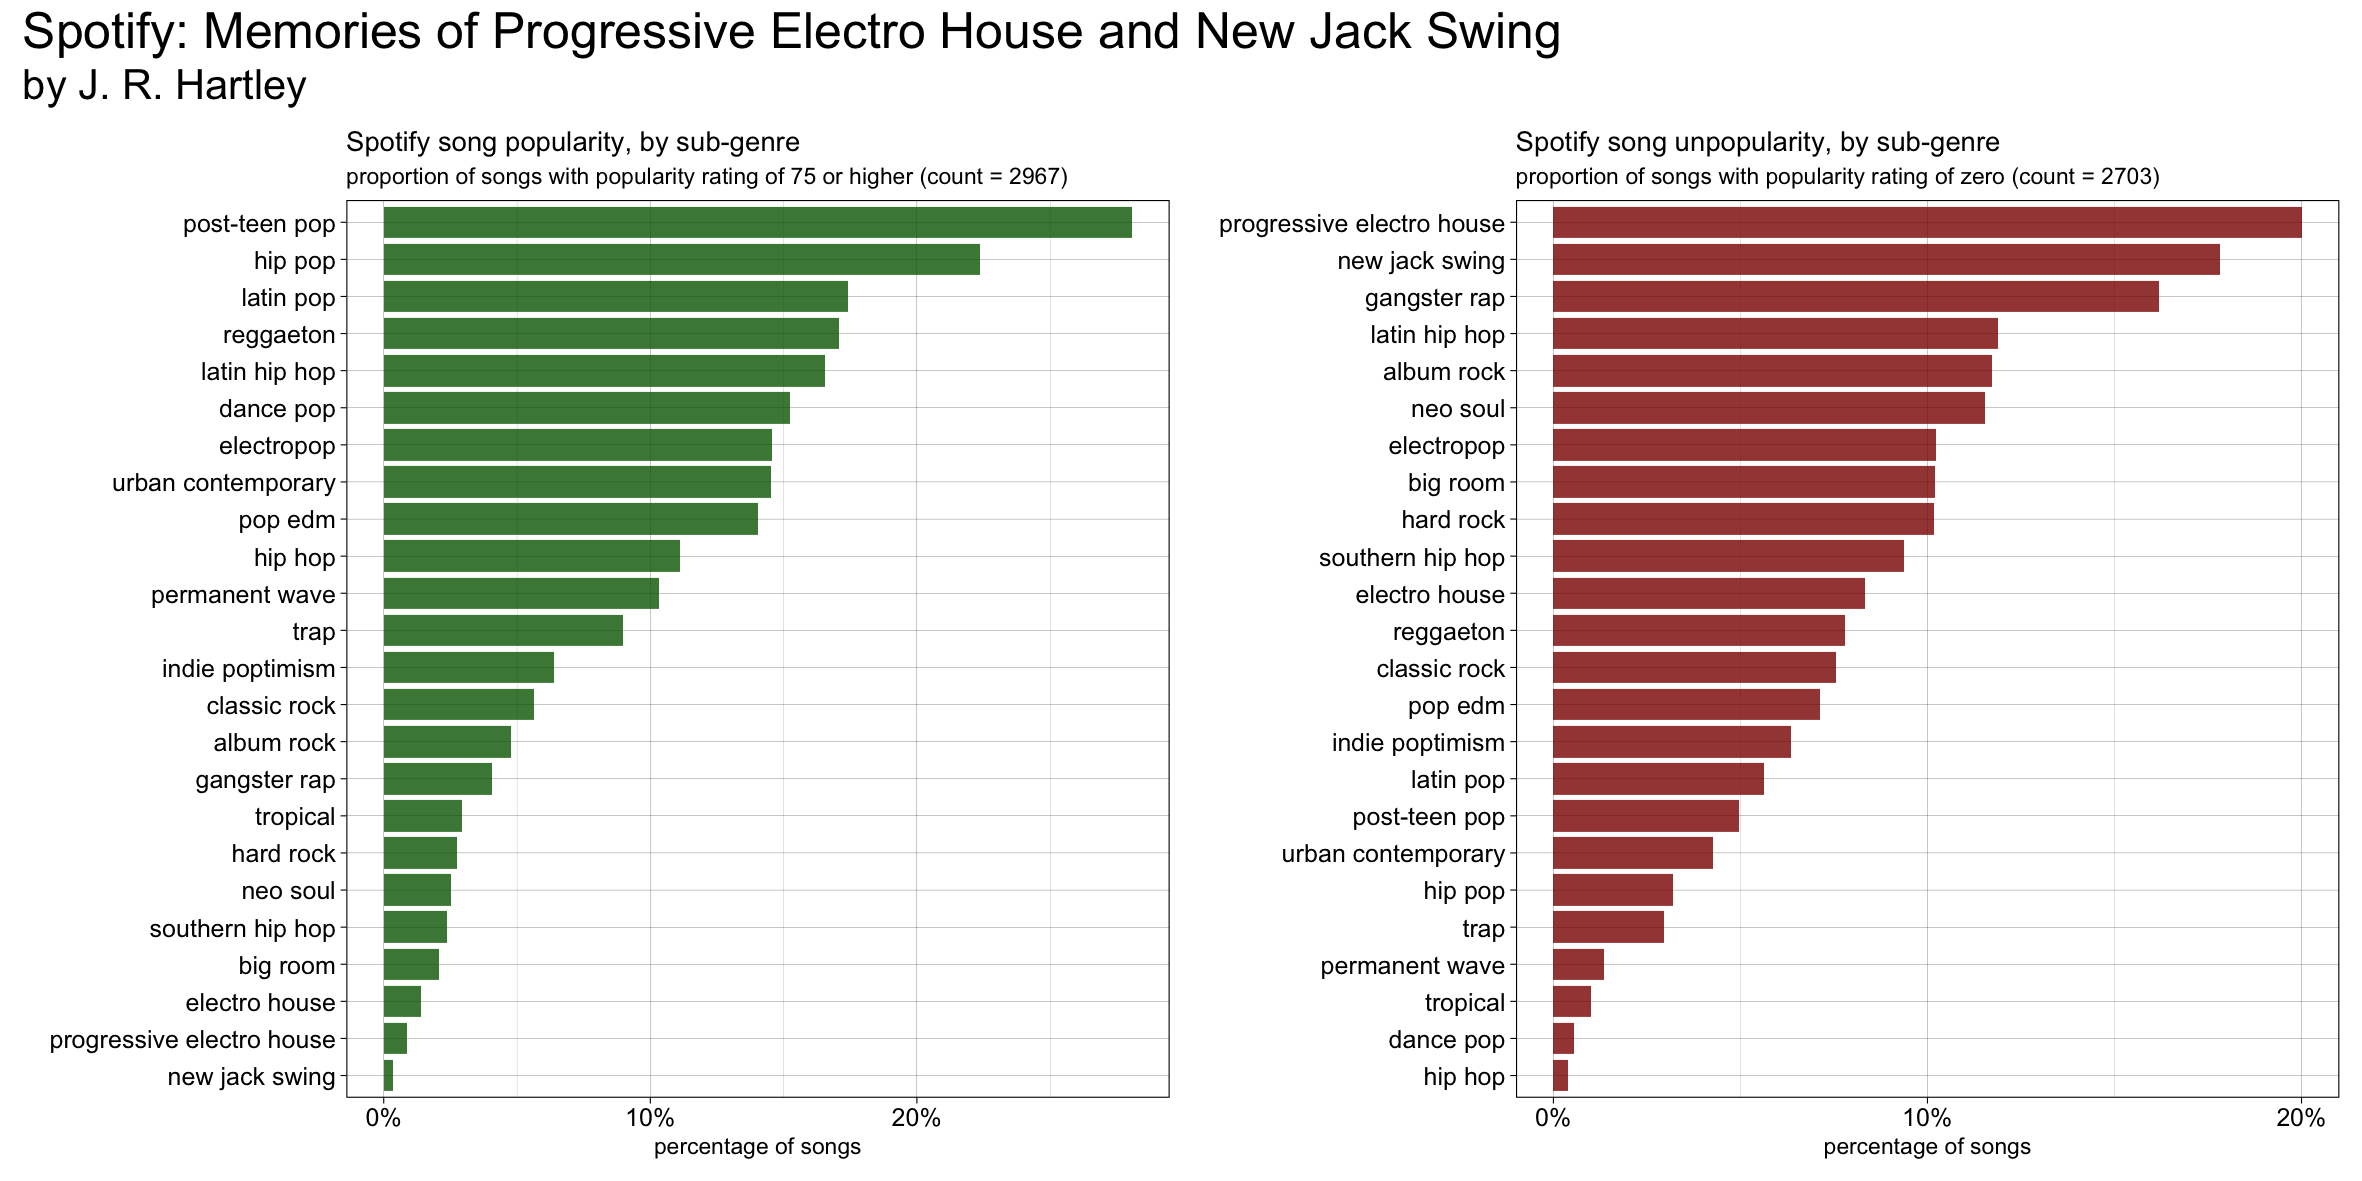 Spotify: Memories of Progressive Electro House and New Jack Swing
by J. R. Hartley
Spotify song popularity, by sub-genre
proportion of songs with popularity rating of 75 or higher (count = 2967)
post-teen pop
hip pop
latin pop
reggaeton
latin hip hop
dance pop
electropop
urban contemporary
pop edm
hip hop
permanent wave
trap
indie poptimism
classic rock
album rock
gangster rap
tropical
hard rock
neo soul
southern hip hop
big room
electro house
progressive electro house
new jack swing
0% 10% 20%
percentage of songs
Spotify song unpopularity, by sub-genre
proportion of songs with popularity rating of zero (count = 2703)
progressive electro house
new jack swing
gangster rap
latin hip hop
album rock
neo soul
electropop
big room
hard rock
southern hip hop
electro house
reggaeton
classic rock
pop edm
indie poptimism
latin pop
post-teen pop
urban contemporary
hip pop
trap
permanent wave
tropical
dance pop
hip hop
0% 10% 20%
percentage of songs